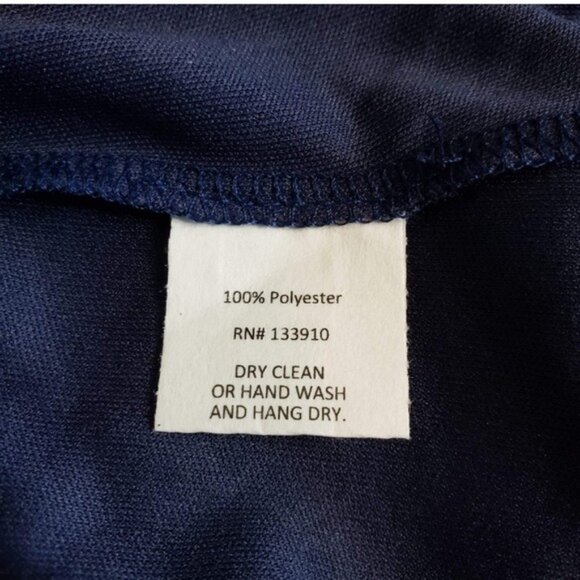 100% Polyester
RN# 133910
DRY CLEAN
OR HAND WASH
AND HANG DRY.